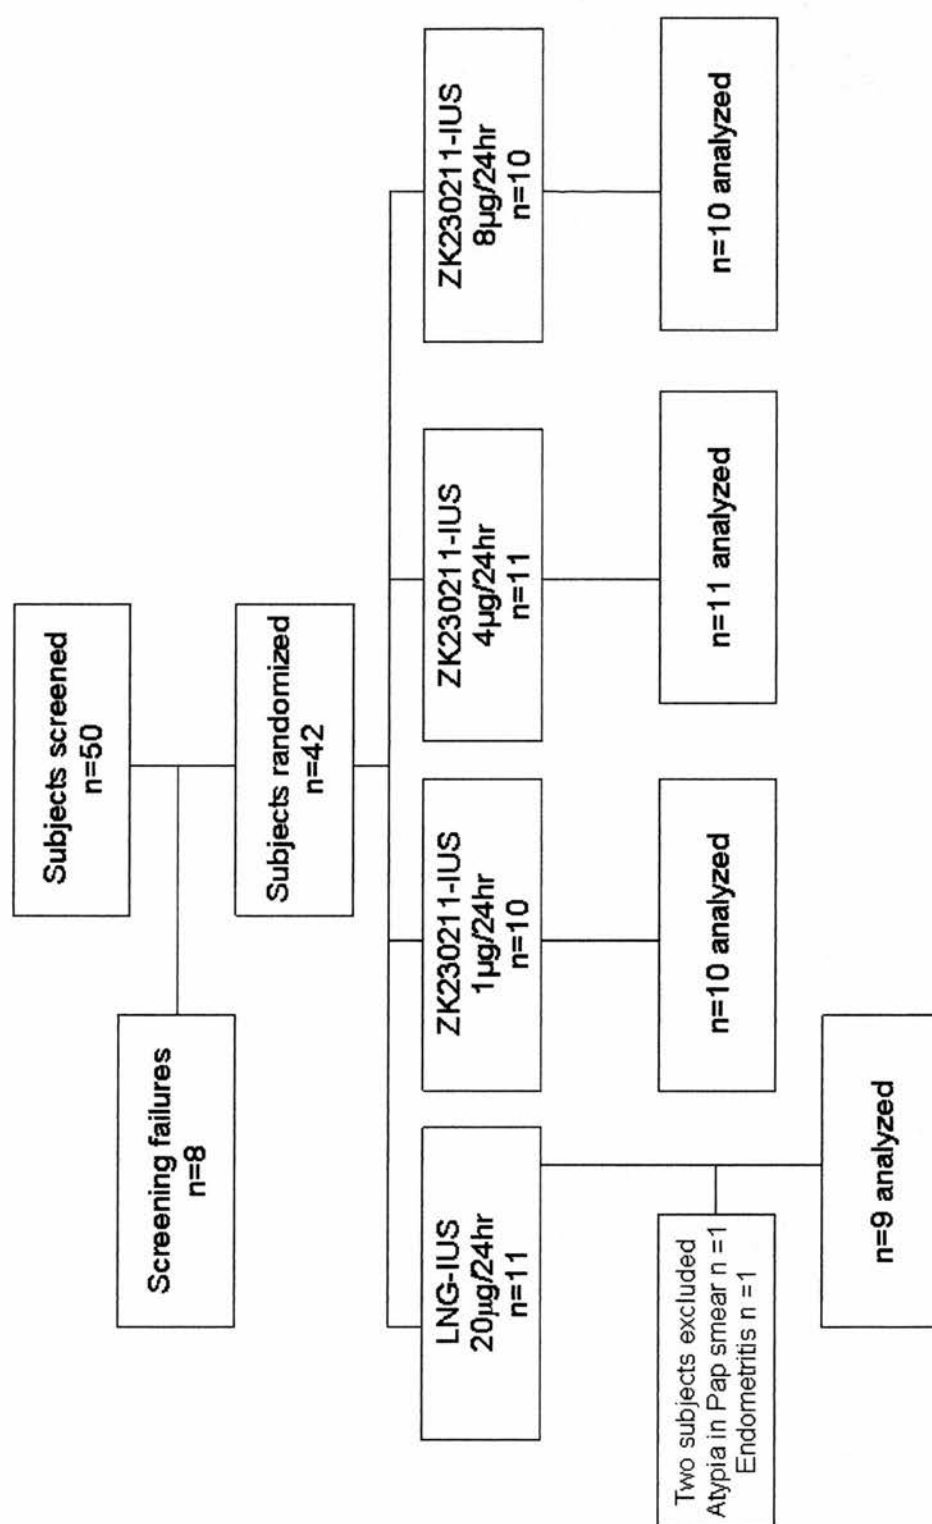 Subjects screened
n=50
Screening failures
n=8
Subjects randomized
n=42
LNG-IUS
20µg/24hr
n=11
ZK230211-IUS
1µg/24hr
n=10
ZK230211-IUS
4µg/24hr
n=11
ZK230211-IUS
8µg/24hr
n=10
Two subjects excluded
Atypia in Pap smear n =1
Endometritis n =1
n=10 analyzed
n=11 analyzed
n=10 analyzed
n=9 analyzed